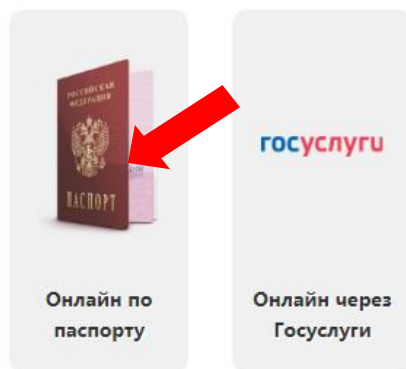 РОССИЙСКАЯ
ФЕДЕРАЦИЯ
ПАСПОРТ
госуслуги
Онлайн по
паспорту
Онлайн через
Госуслуги